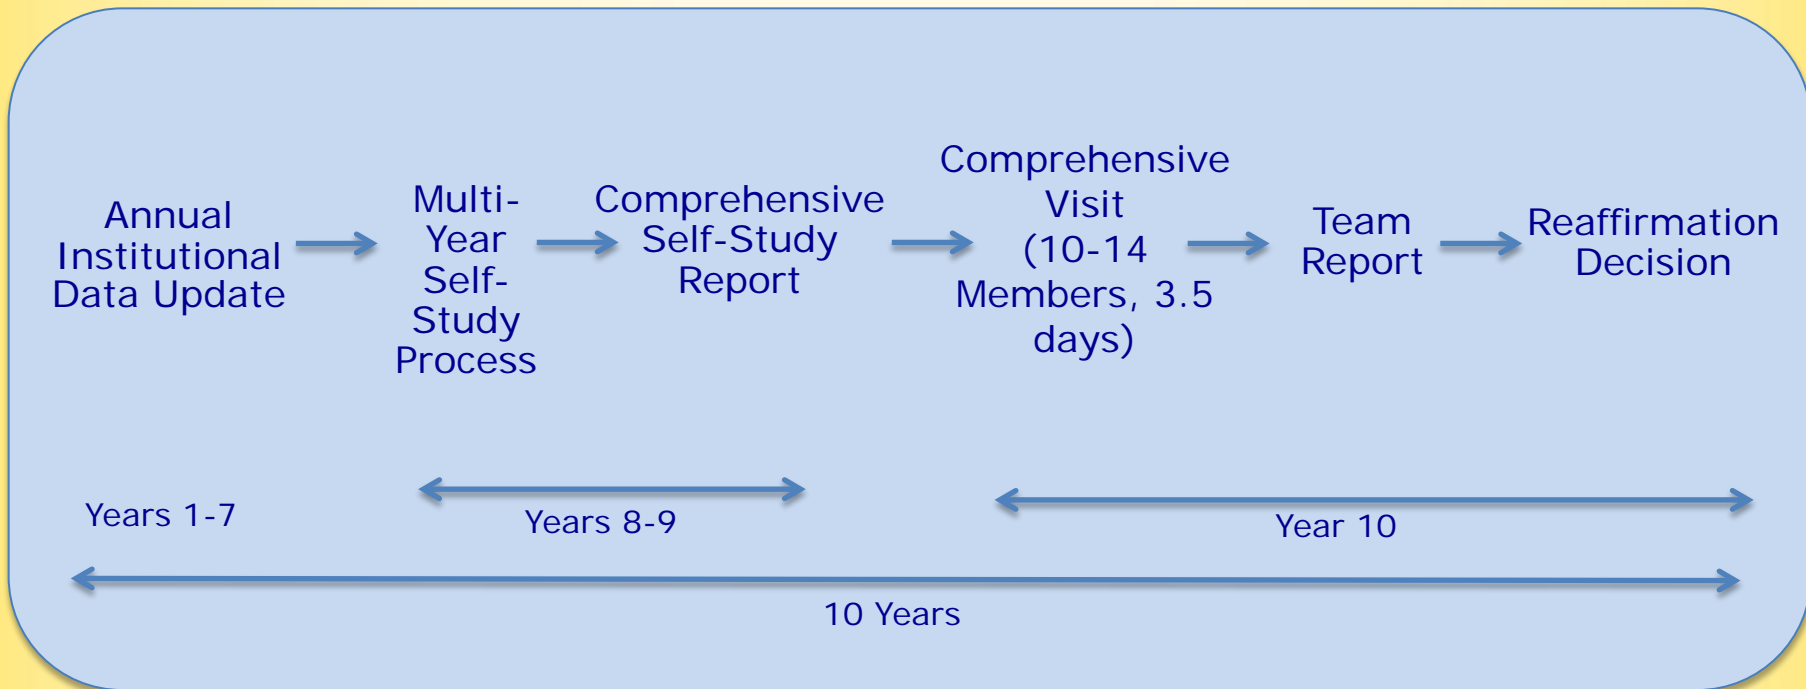 Annual
Institutional
Data Update
Multi-
Year
Self-
Study
Process
Comprehensive
Self-Study
Report
Comprehensive
Visit
(10-14
Members, 3.5
days)
Team
Report
Reaffirmation
Decision
Years 1-7
Years 8-9
Year 10
10 Years